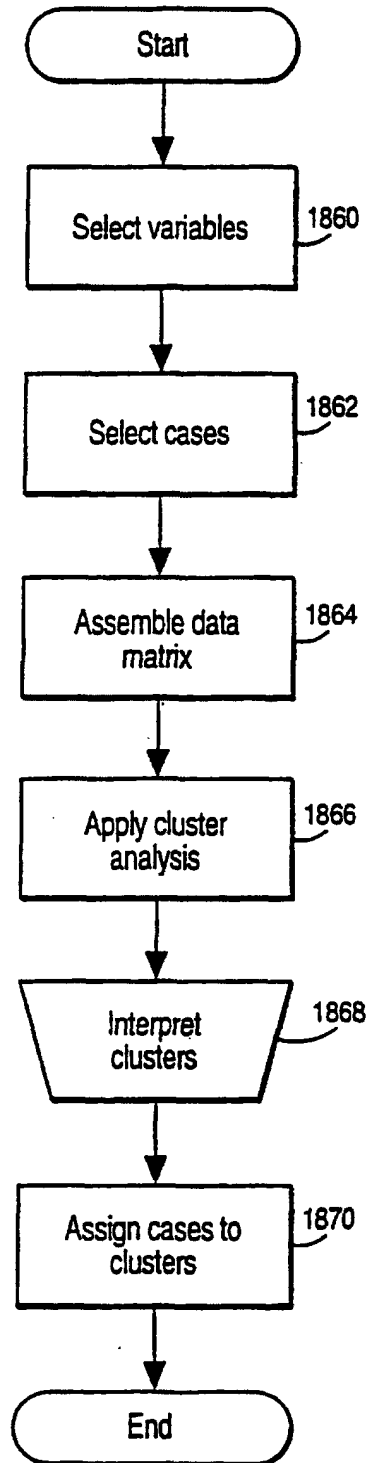 Start
Select variables
1860
Select cases
1862
Assemble data
matrix
1864
Apply cluster
analysis
1866
Interpret
clusters
1868
Assign cases to
clusters
1870
End